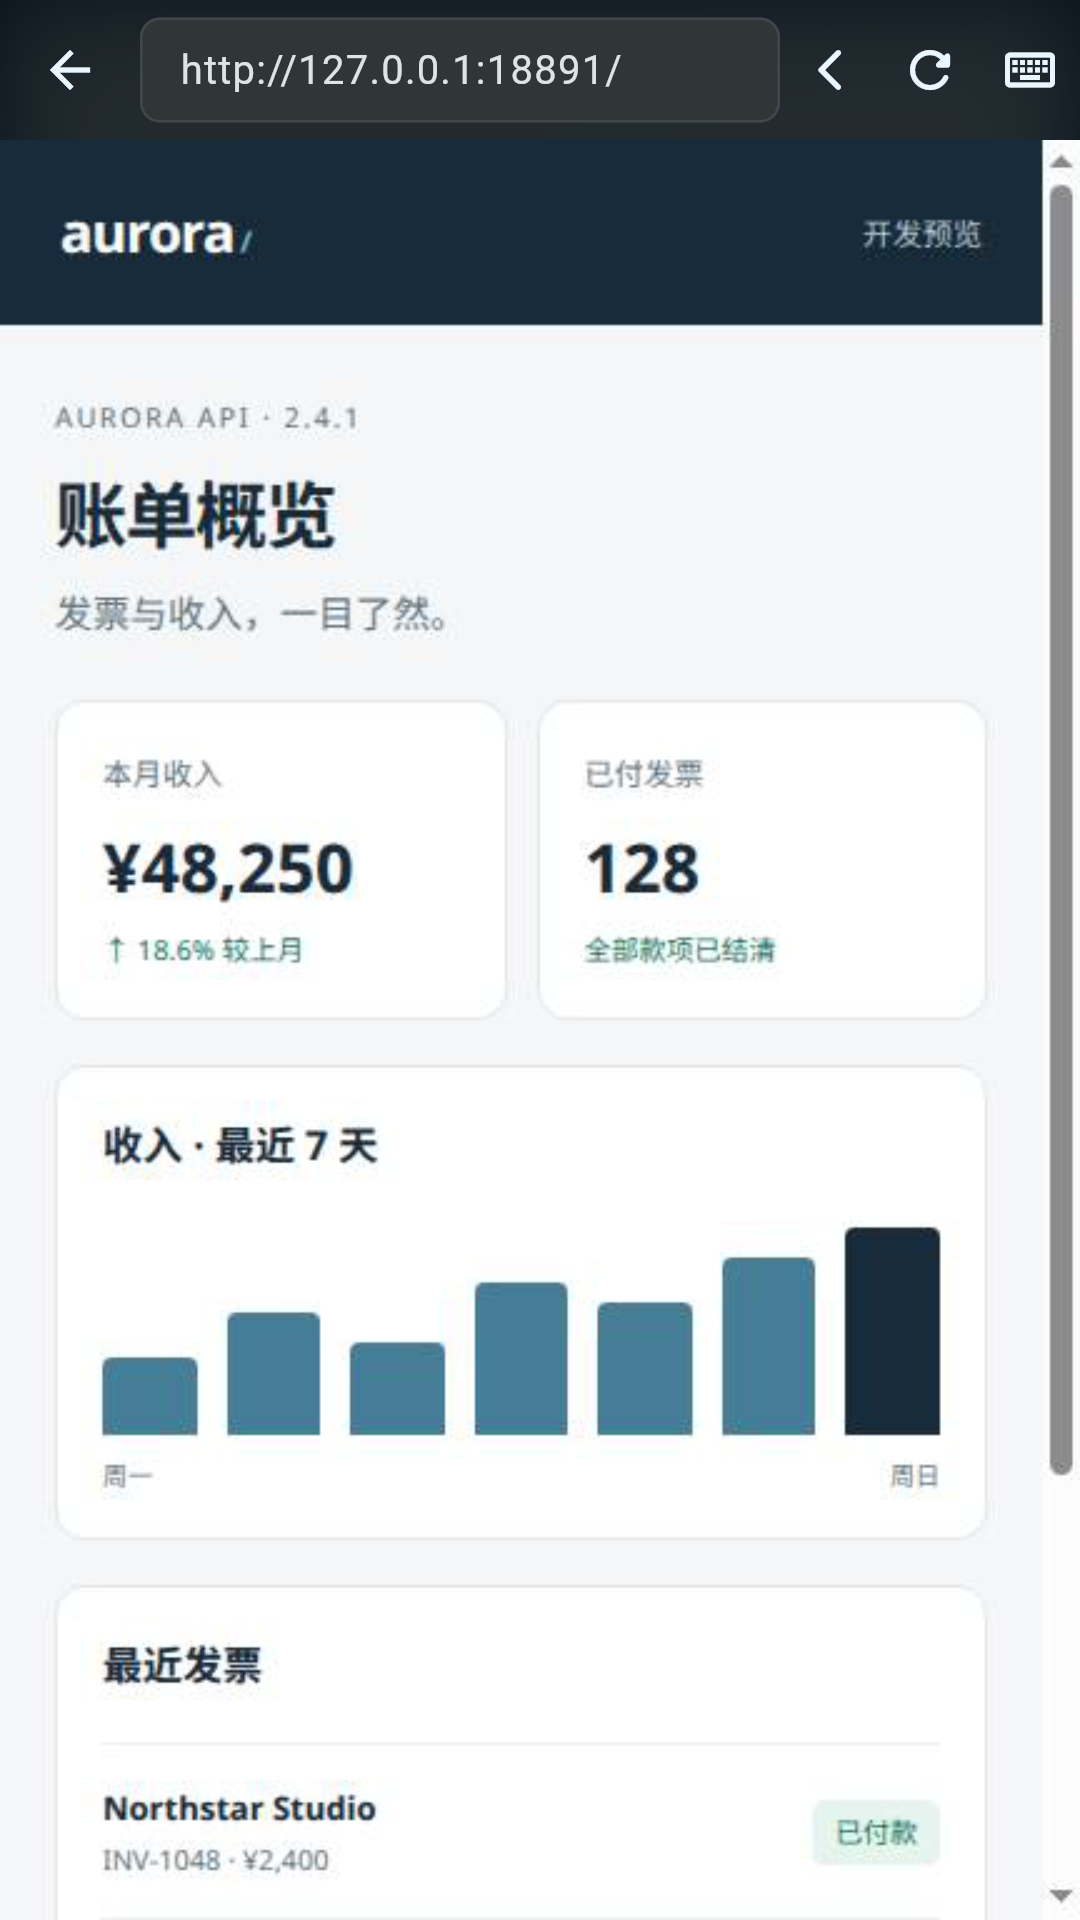 http://127.0.0.1:18891/
aurora/
开发预览
AURORA API · 2.4.1
账单概览
发票与收入，一目了然。
本月收入
¥48,250
↑ 18.6% 较上月
已付发票
128
全部款项已结清
收入 · 最近 7 天
周一
周日
最近发票
Northstar Studio
INV-1048 · ¥2,400
已付款